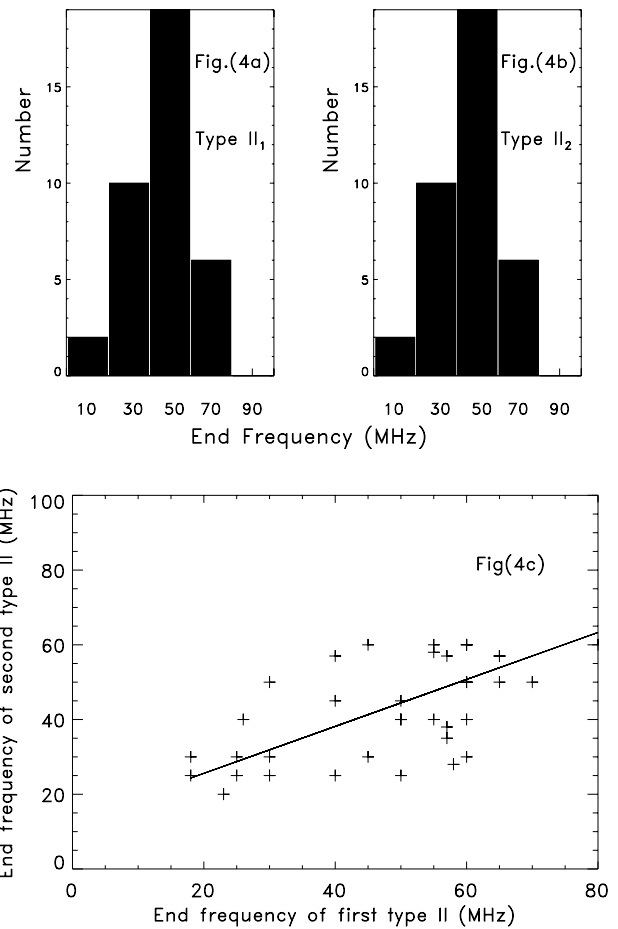 Fig.(4a)
Type II₁
Number
15
10
5
0
10 30 50 70 90
Fig.(4b)
Type II₂
Number
15
10
5
0
10 30 50 70 90
End Frequency (MHz)
Fig(4c)
End frequency of second type II (MHz)
100
80
60
40
20
0
0 20 40 60 80
End frequency of first type II (MHz)